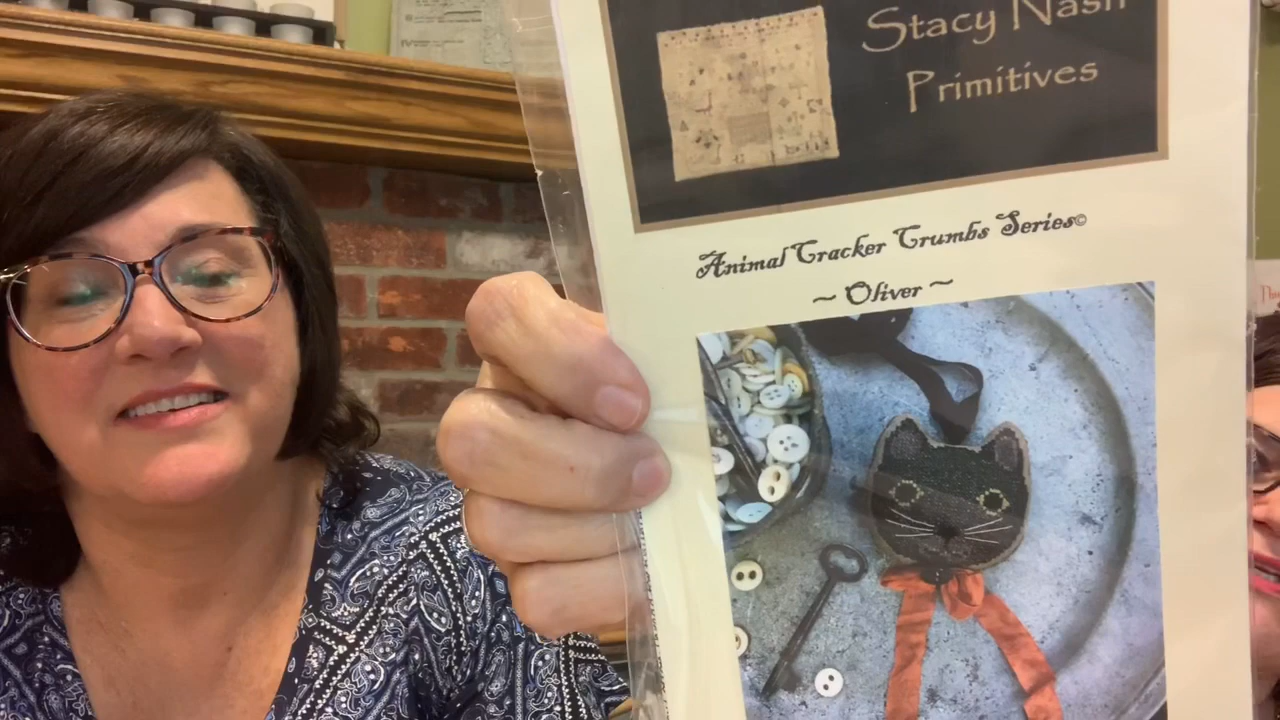 Stacy Nash
Primitives
Animal Cracker Crumbs Series©
~ Oliver ~